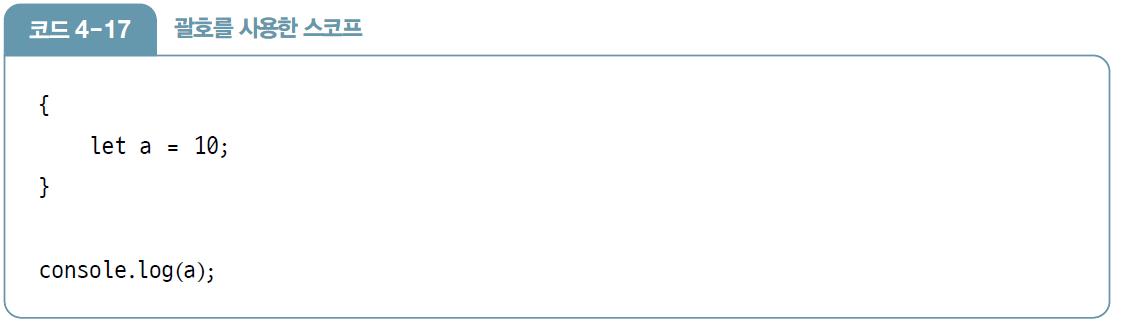 코드 4-17 괄호를 사용한 스코프
{
    let a = 10;
}
console.log(a);